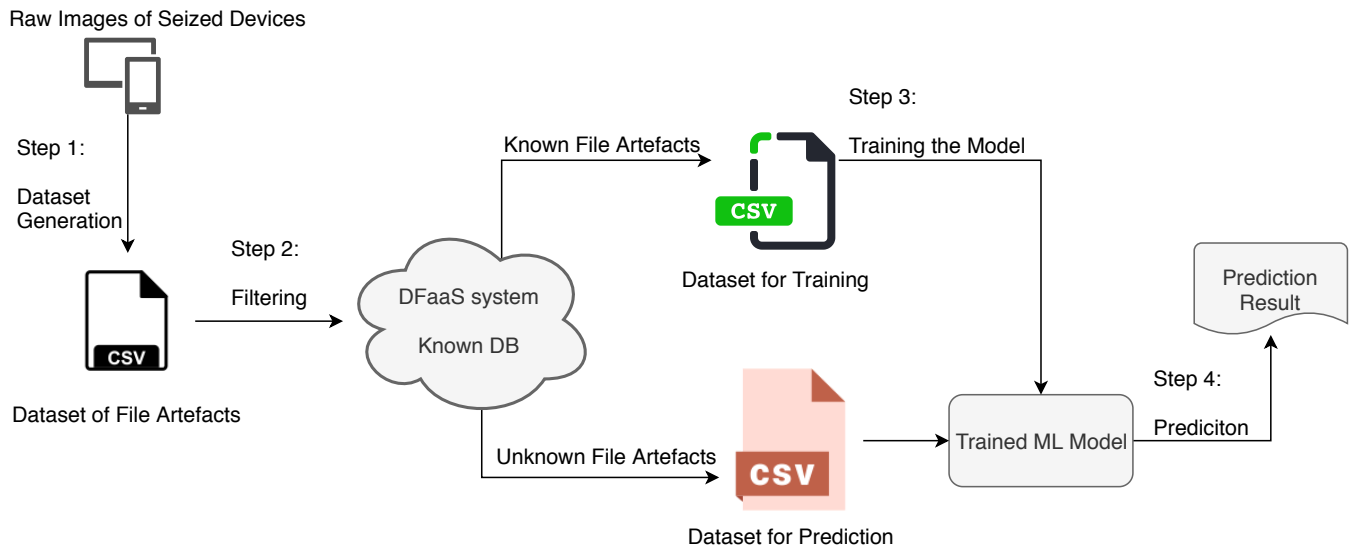 Raw Images of Seized Devices
Step 1:
Dataset
Generation
CSV
Dataset of File Artefacts
Step 2:
Filtering
DFaaS system
Known DB
Known File Artefacts
CSV
Dataset for Training
Step 3:
Training the Model
Unknown File Artefacts
CSV
Dataset for Prediction
Trained ML Model
Step 4:
Prediciton
Prediction
Result